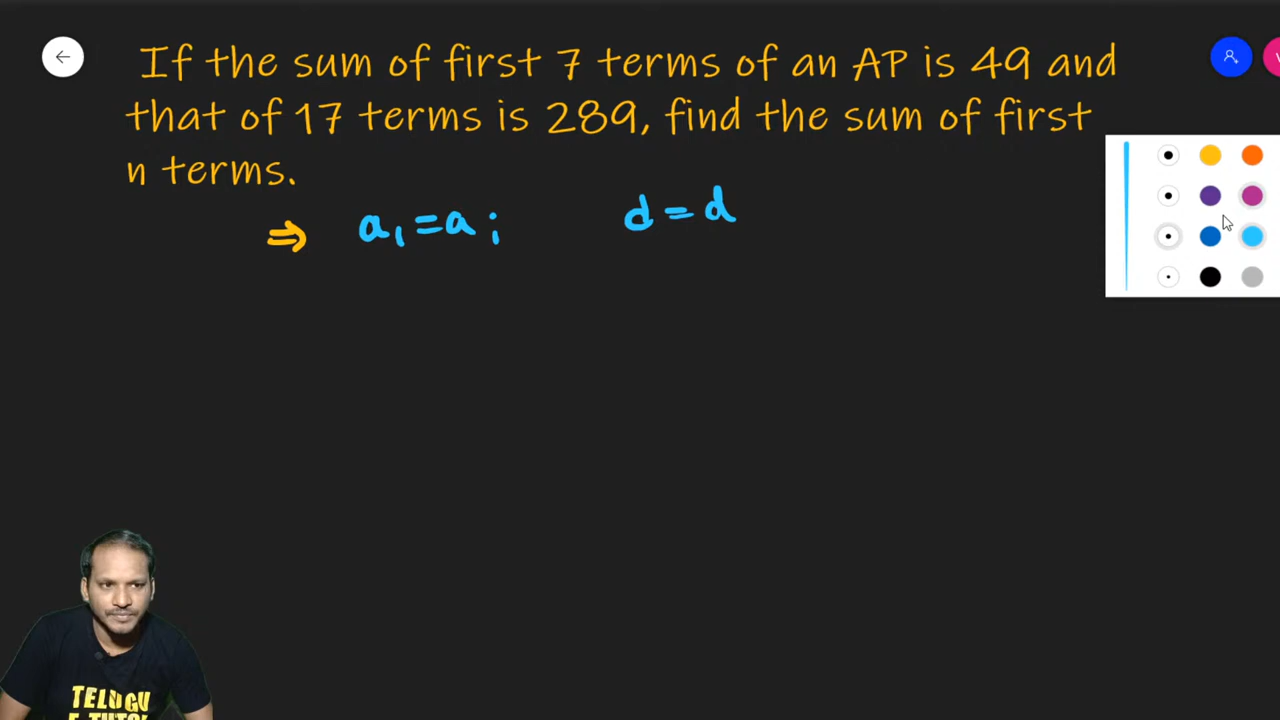 If the sum of first 7 terms of an AP is 49 and
that of 17 terms is 289, find the sum of first
n terms.
⇒ a₁ = a ; d = d
TELUGU